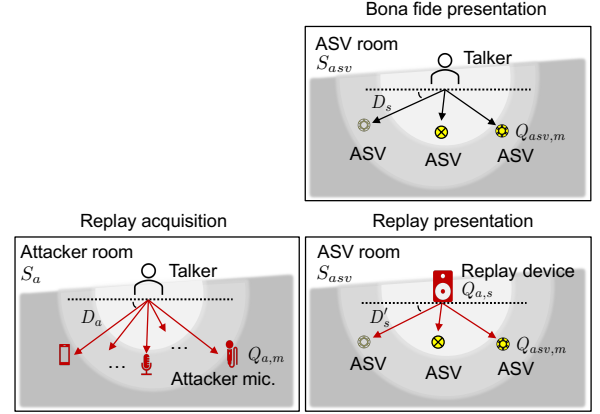 Bona fide presentation
ASV room
S_asv
Talker
D_s
Q_asv,m
ASV
ASV
ASV
Replay acquisition
Attacker room
S_a
Talker
D_a
...
...
Q_a,m
Attacker mic.
Replay presentation
ASV room
S_asv
Replay device
Q_a,s
D'_s
Q_asv,m
ASV
ASV
ASV